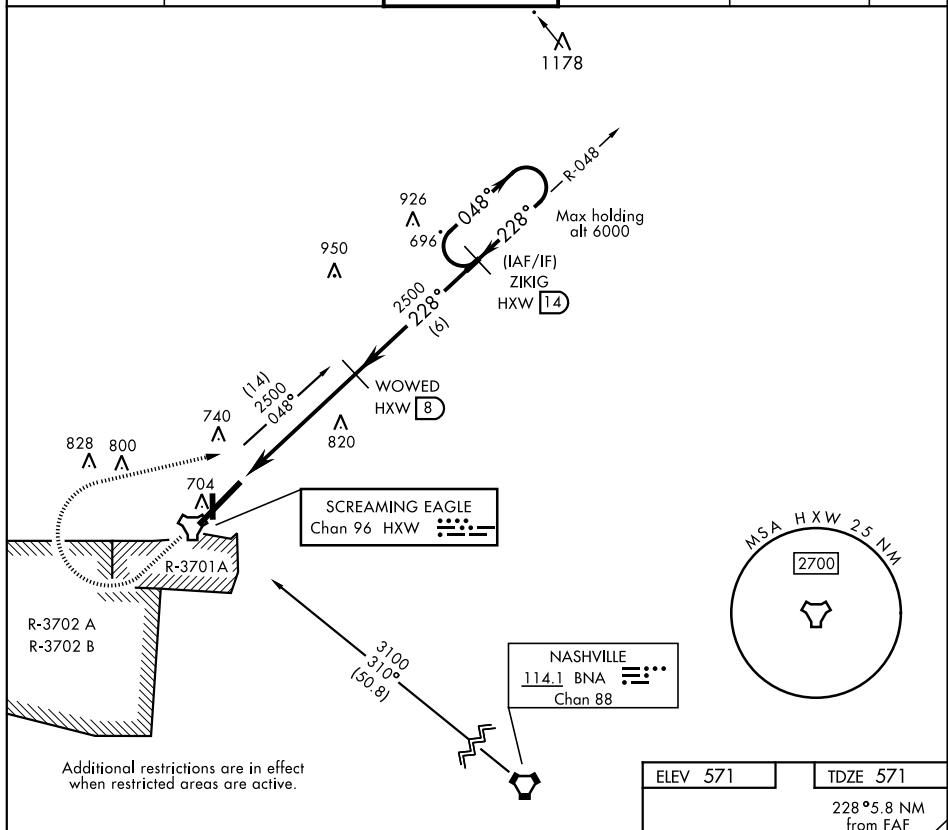 1178
R-048
926
048°
228°
696
Max holding
alt 6000
950
(IAF/IF)
ZIKIG
HXW 14
2500
228°
(6)
(14)
2500
048°
WOWED
HXW 8
740
820
828
800
704
SCREAMING EAGLE
Chan 96 HXW
R-3701A
MSA HXW 25 NM
2700
R-3702 A
R-3702 B
3100
310°
(50.8)
NASHVILLE
114.1 BNA
Chan 88
Additional restrictions are in effect
when restricted areas are active.
ELEV 571
TDZE 571
228°5.8 NM
from FAF